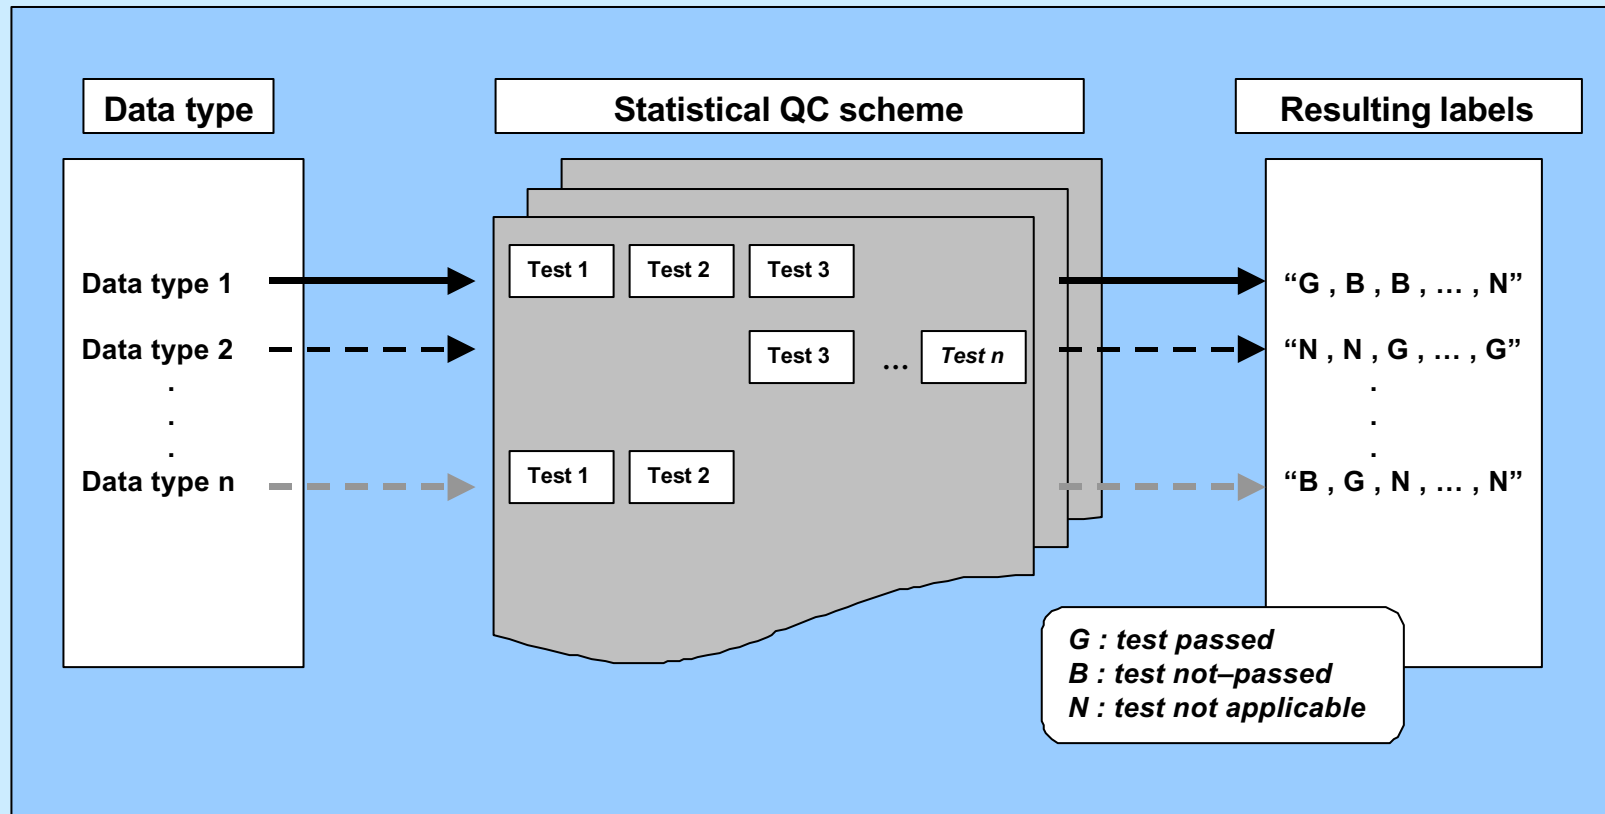 Data type
Statistical QC scheme
Resulting labels
Data type 1
Test 1 Test 2 Test 3
“G , B , B , … , N”
Data type 2
Test 3 … Test n
“N , N , G , … , G”
.
.
.
.
.
.
Data type n
Test 1 Test 2
“B , G , N , … , N”
G : test passed
B : test not–passed
N : test not applicable